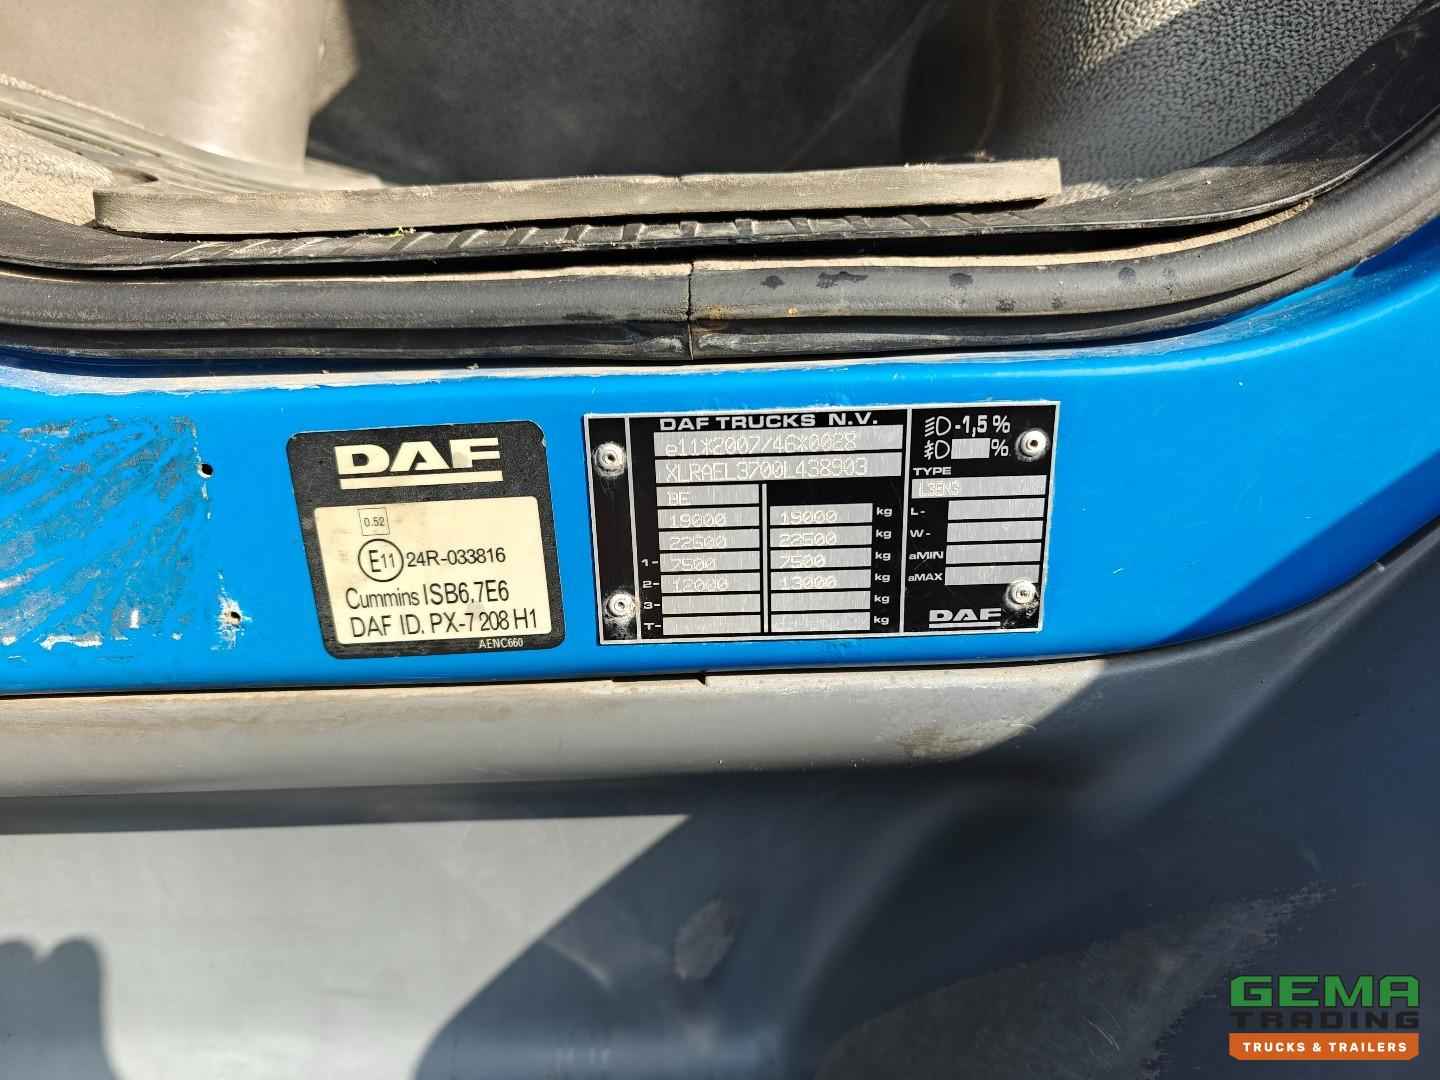 DAF
0.52
E11 24R-033816
Cummins ISB6.7E6
DAF ID. PX-7 208 H1
AENC660
DAF TRUCKS N.V.
e11*2007/46*0028
XLRAEL3700L438903
BE
19000 19000 kg
22500 22500 kg
1- 7500 7500 kg
2- 12000 13000 kg
3- kg
T- kg
-1,5 %
%
TYPE
L-
W-
aMIN
aMAX
DAF
GEMA
TRADING
TRUCKS & TRAILERS